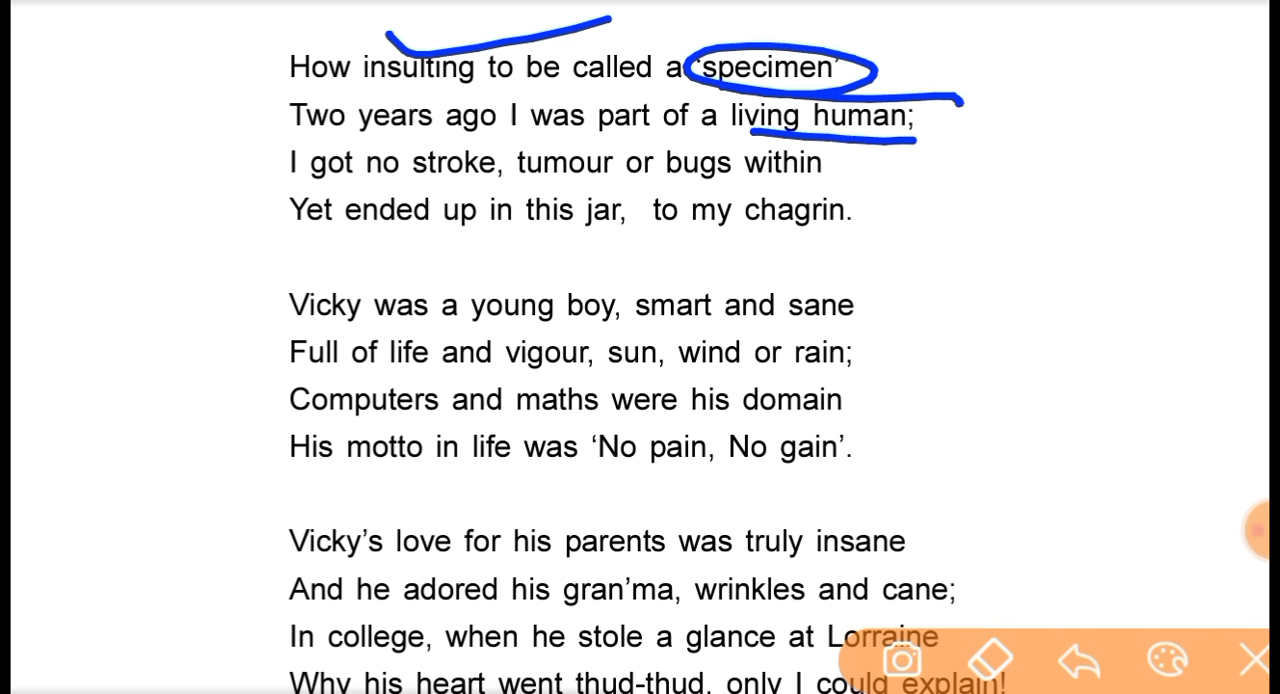 How insulting to be called a 'specimen'
Two years ago I was part of a living human;
I got no stroke, tumour or bugs within
Yet ended up in this jar, to my chagrin.
Vicky was a young boy, smart and sane
Full of life and vigour, sun, wind or rain;
Computers and maths were his domain
His motto in life was ‘No pain, No gain’.
Vicky’s love for his parents was truly insane
And he adored his gran’ma, wrinkles and cane;
In college, when he stole a glance at Lorraine
Why his heart went thud-thud, only I could explain!